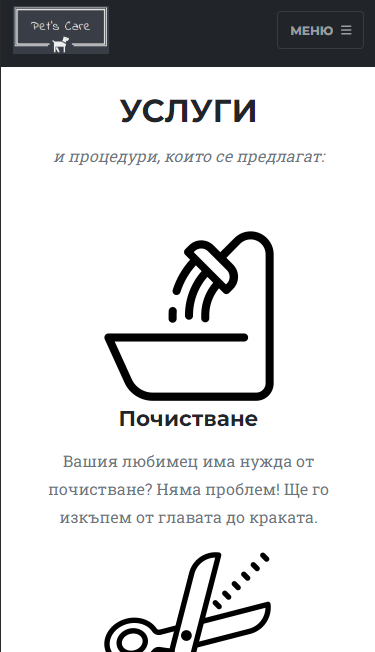 Pet's Care
МЕНЮ
УСЛУГИ
и процедури, които се предлагат:
Почистване
Вашия любимец има нужда от
почистване? Няма проблем! Ще го
изкъпем от главата до краката.